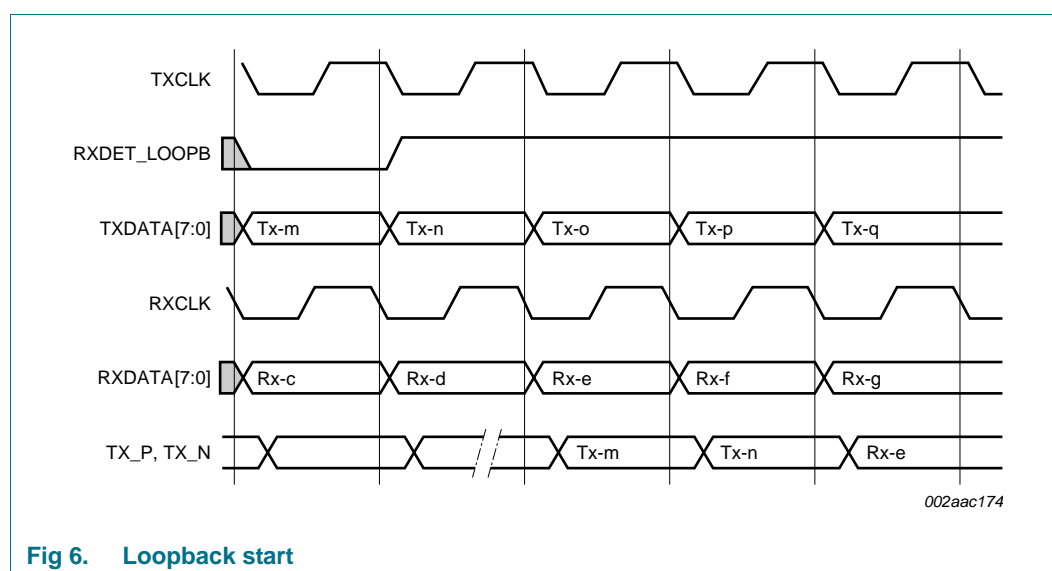 TXCLK
RXDET_LOOPB
TXDATA[7:0] Tx-m Tx-n Tx-o Tx-p Tx-q
RXCLK
RXDATA[7:0] Rx-c Rx-d Rx-e Rx-f Rx-g
TX_P, TX_N Tx-m Tx-n Rx-e
002aac174
Fig 6. Loopback start